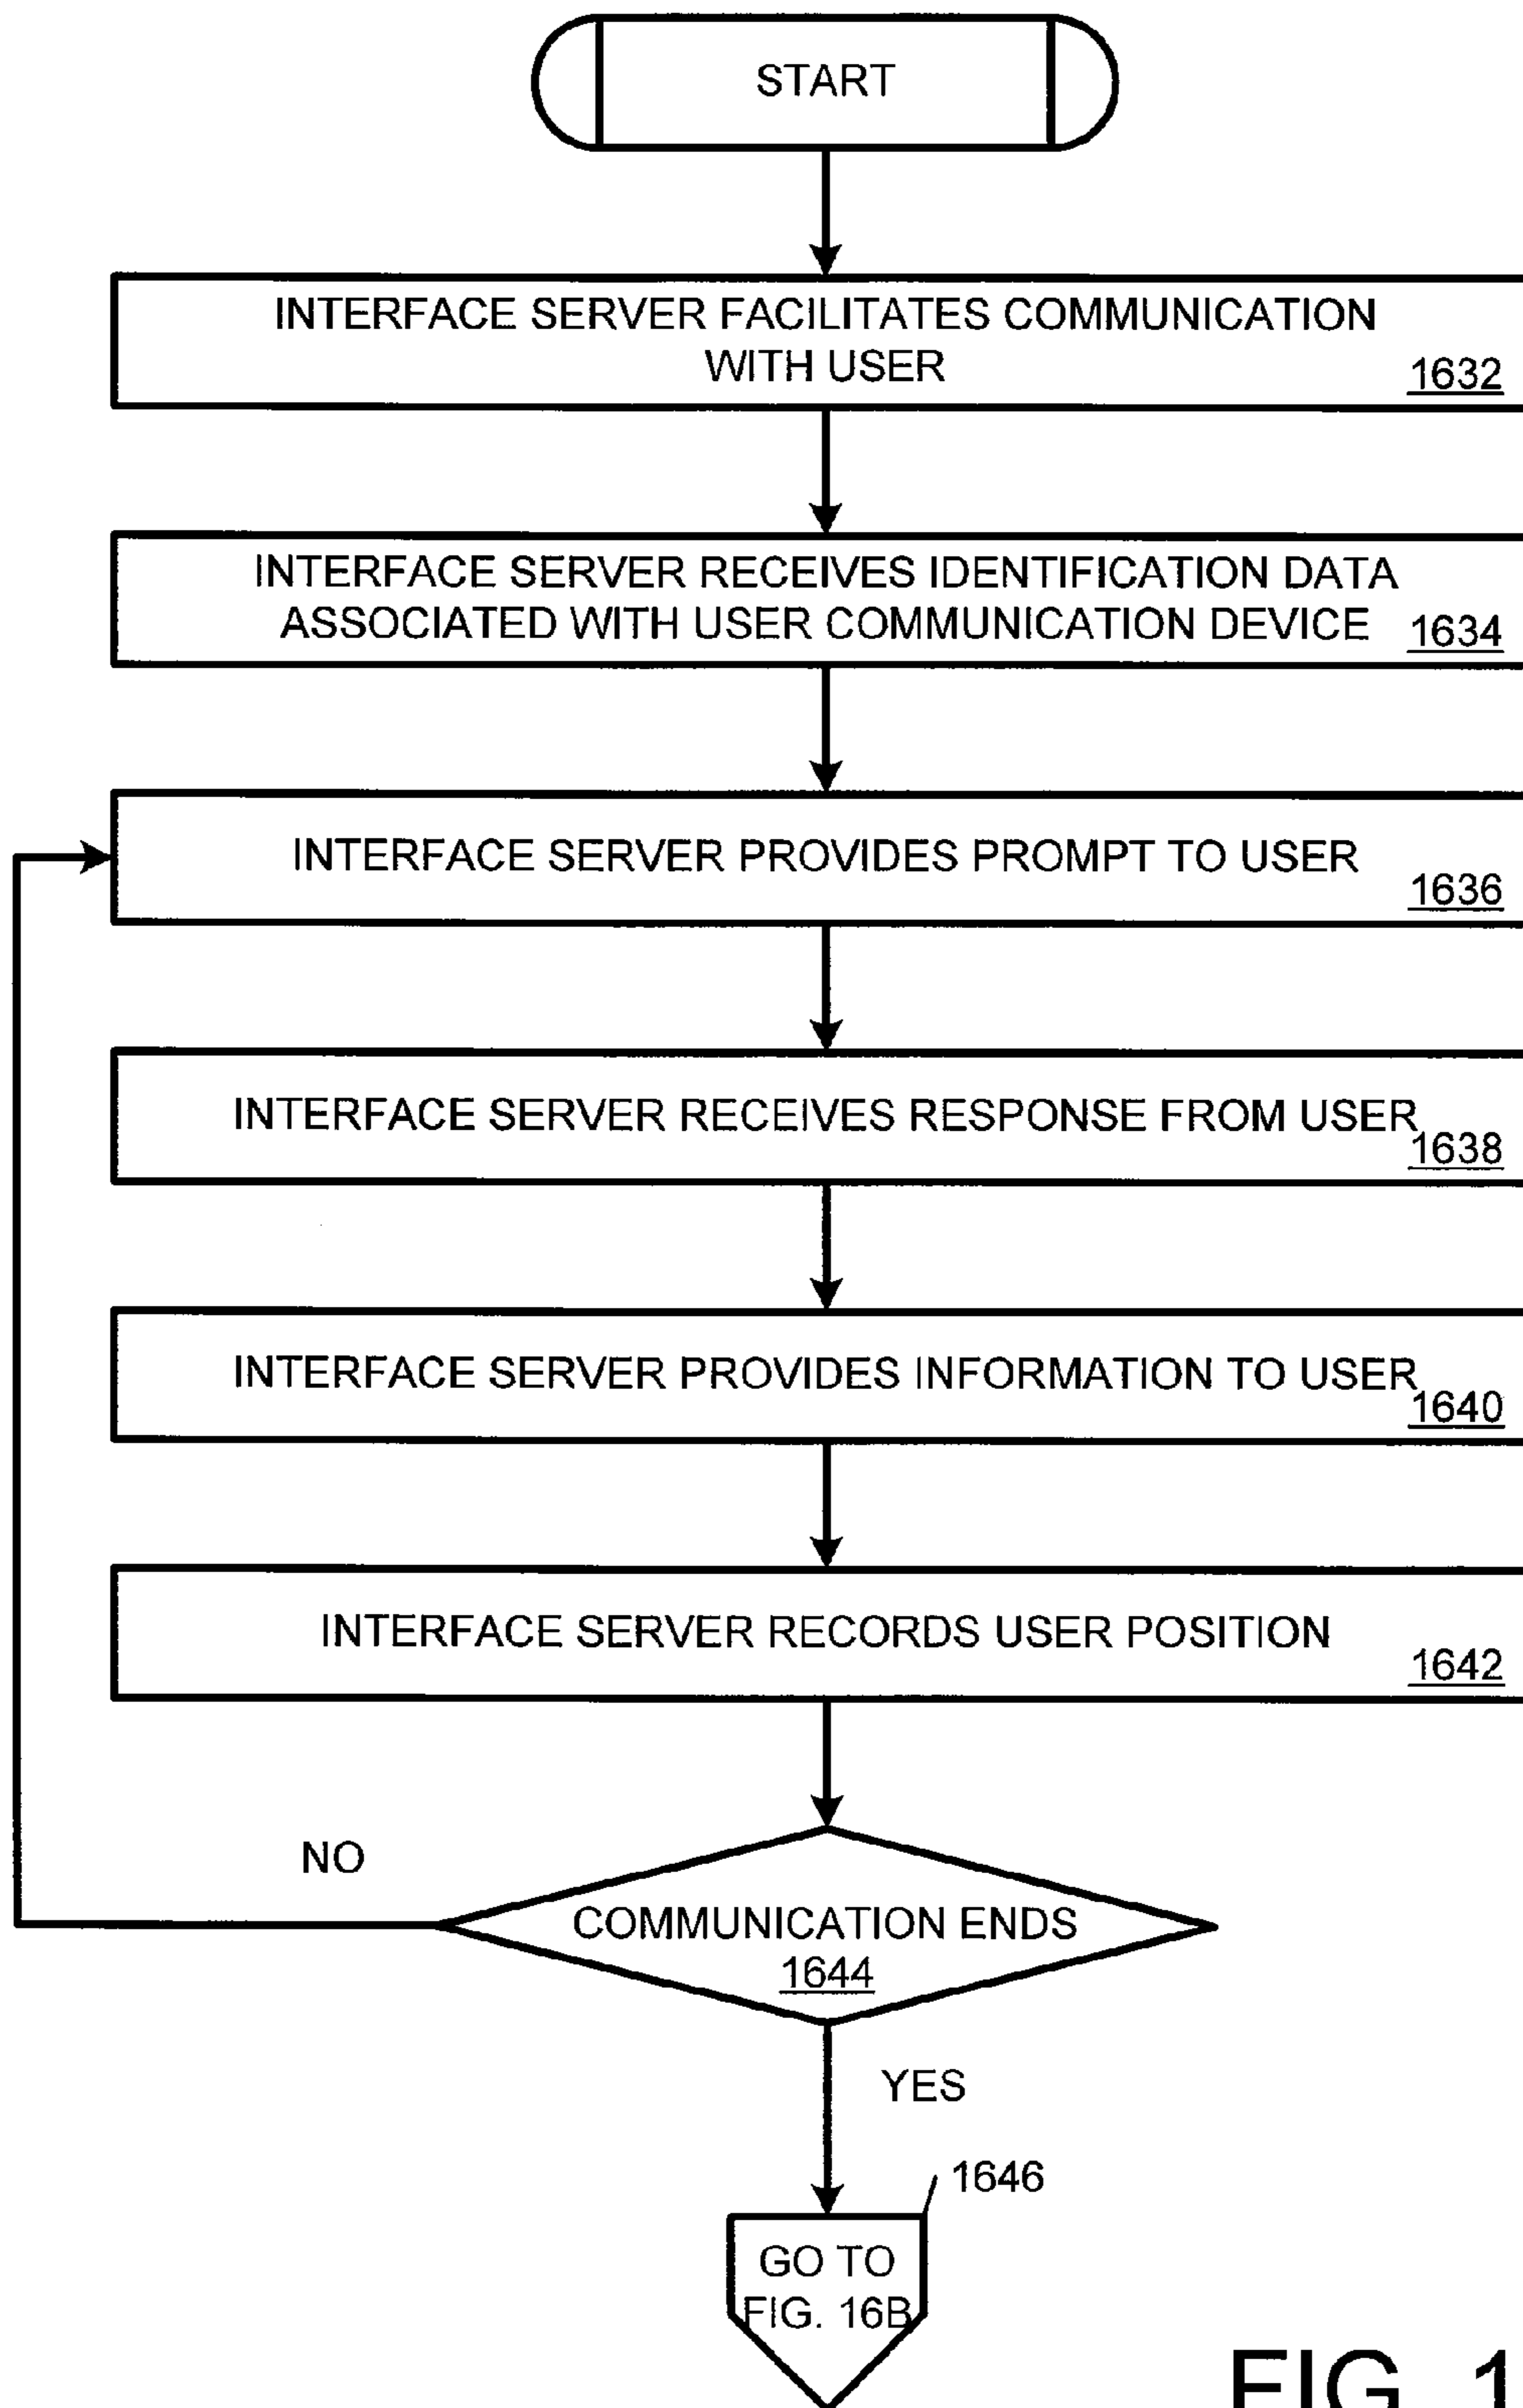 START
INTERFACE SERVER FACILITATES COMMUNICATION
WITH USER
1632
INTERFACE SERVER RECEIVES IDENTIFICATION DATA
ASSOCIATED WITH USER COMMUNICATION DEVICE
1634
INTERFACE SERVER PROVIDES PROMPT TO USER
1636
INTERFACE SERVER RECEIVES RESPONSE FROM USER
1638
INTERFACE SERVER PROVIDES INFORMATION TO USER
1640
INTERFACE SERVER RECORDS USER POSITION
1642
NO
COMMUNICATION ENDS
1644
YES
1646
GO TO
FIG. 16B
FIG. 1